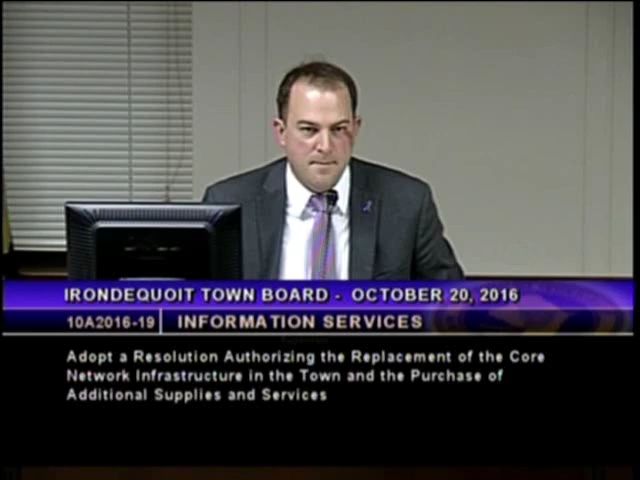 IRONDEQUOIT TOWN BOARD - OCTOBER 20, 2016
10A2016-19 INFORMATION SERVICES
Adopt a Resolution Authorizing the Replacement of the Core
Network Infrastructure in the Town and the Purchase of
Additional Supplies and Services